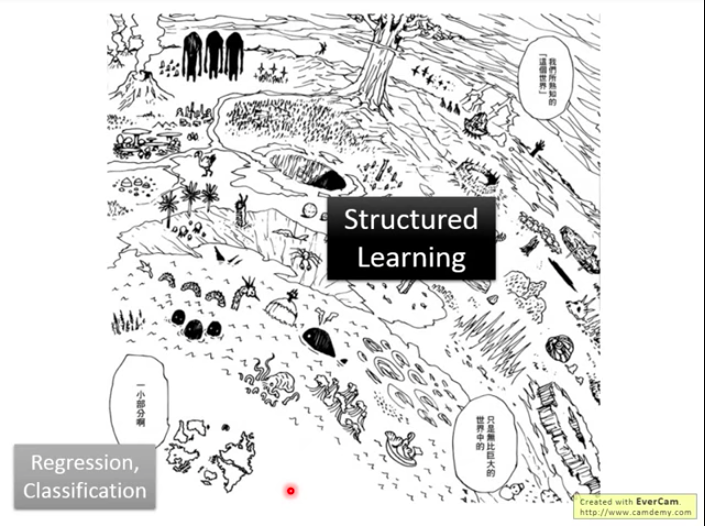 我們所熟知的
「這個世界」
Structured
Learning
只是無比巨大的
世界中的
一小部分啊
Regression,
Classification
Created with EverCam.
http://www.camdemy.com